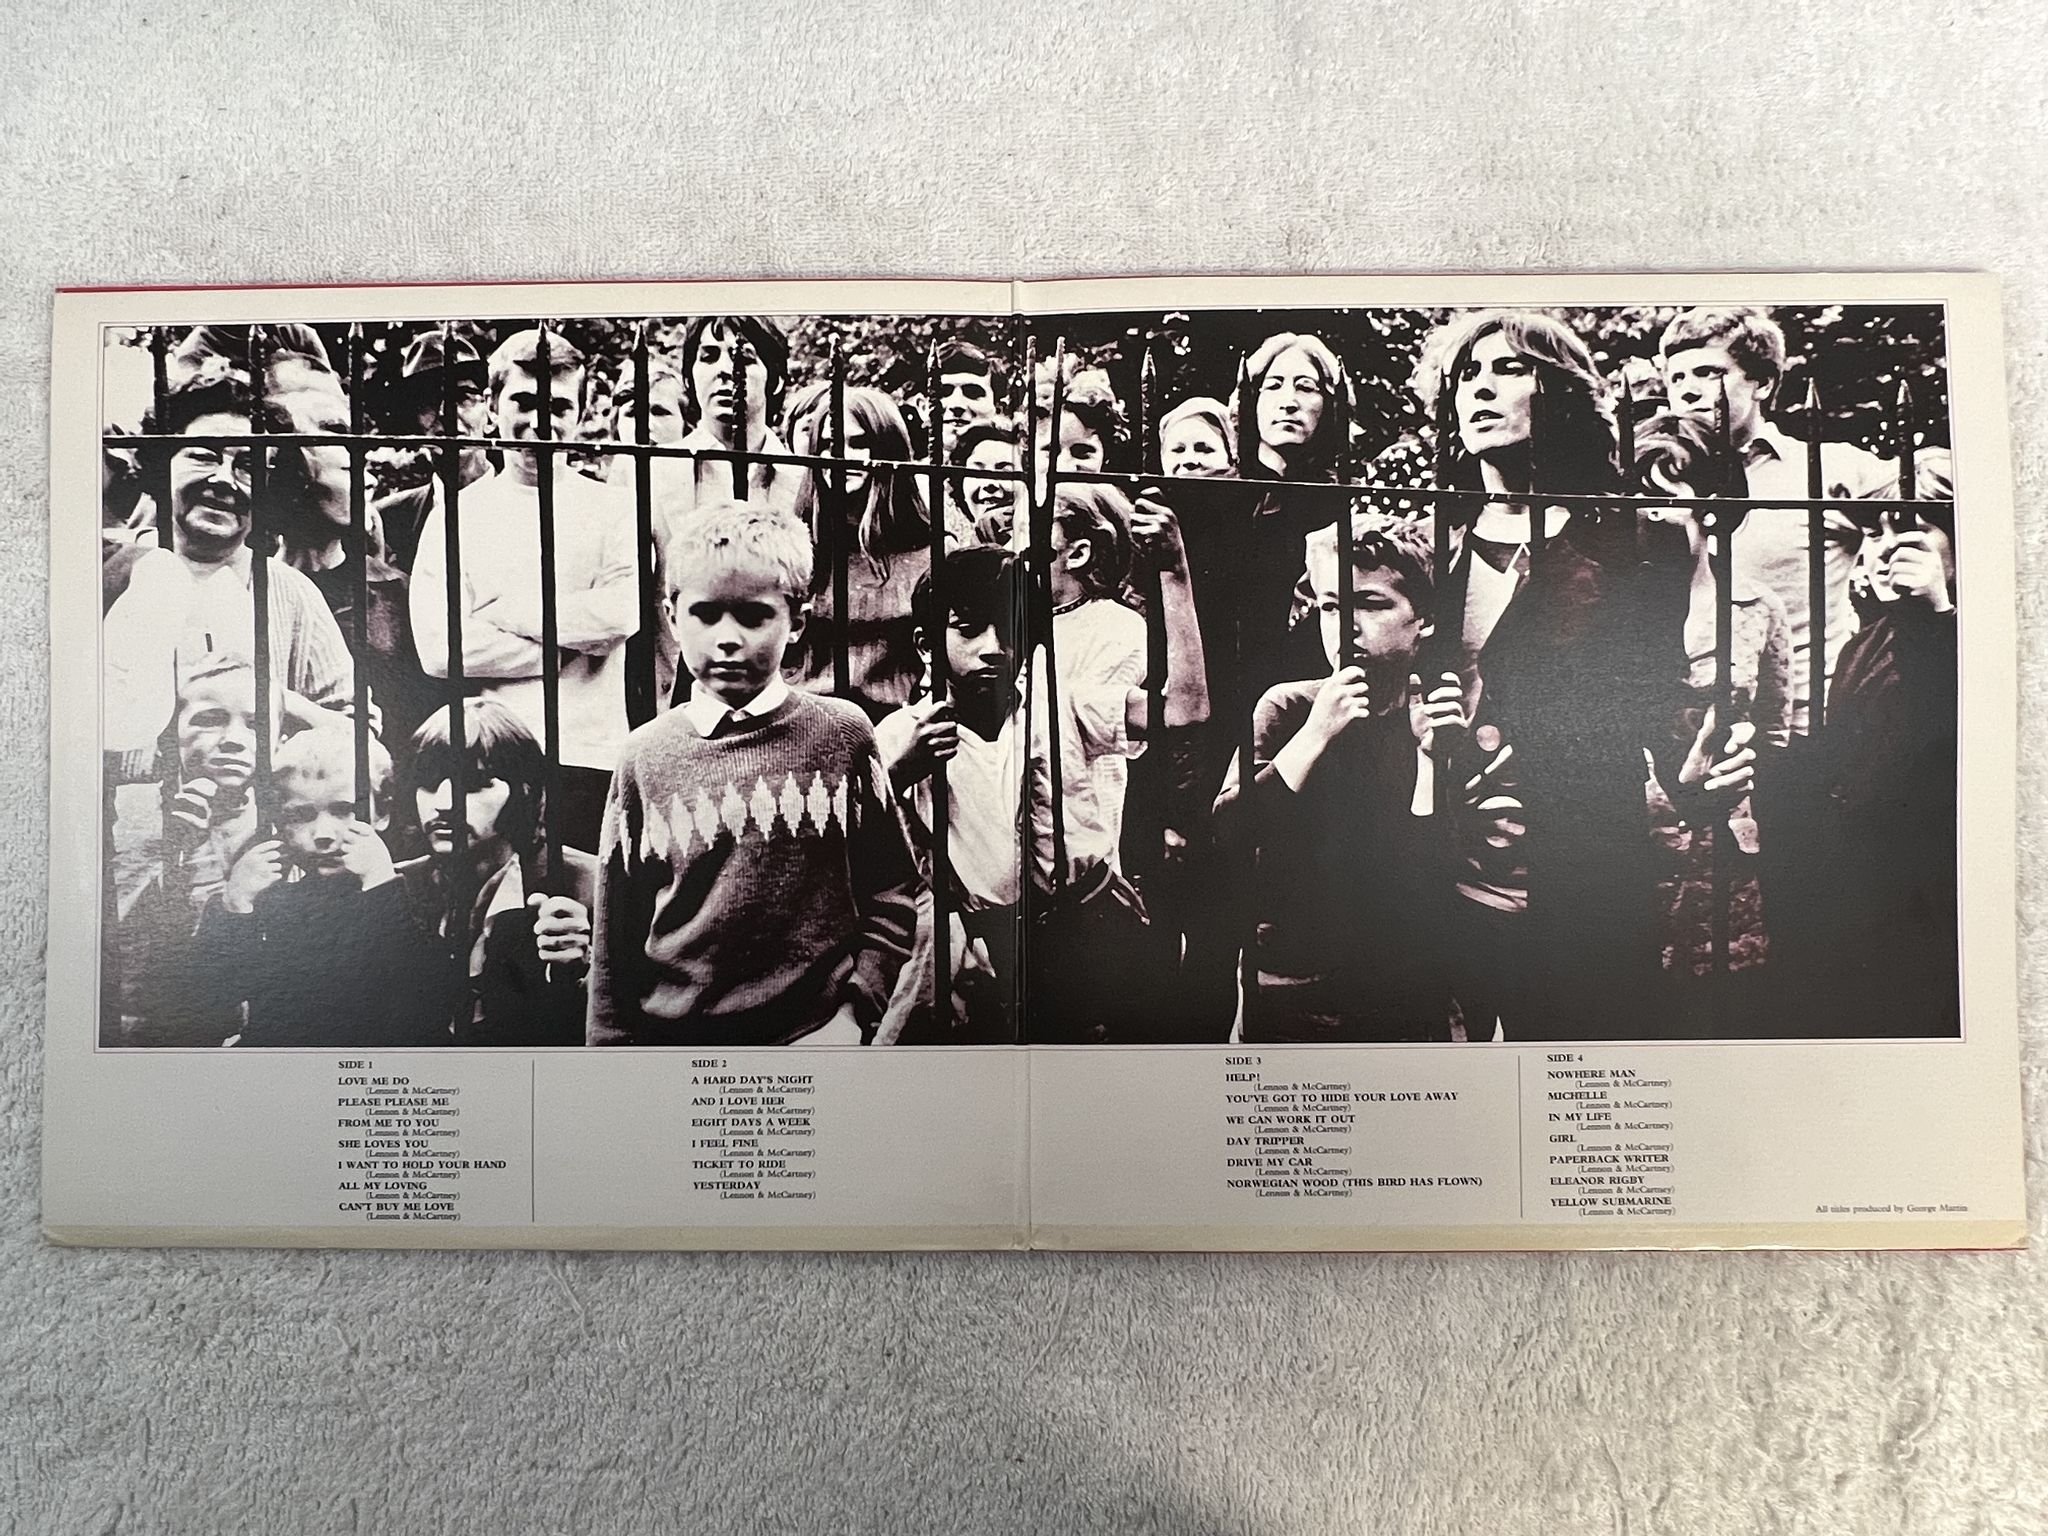 SIDE 1
LOVE ME DO
(Lennon & McCartney)
PLEASE PLEASE ME
(Lennon & McCartney)
FROM ME TO YOU
(Lennon & McCartney)
SHE LOVES YOU
(Lennon & McCartney)
I WANT TO HOLD YOUR HAND
(Lennon & McCartney)
ALL MY LOVING
(Lennon & McCartney)
CAN'T BUY ME LOVE
(Lennon & McCartney)
SIDE 2
A HARD DAY'S NIGHT
(Lennon & McCartney)
AND I LOVE HER
(Lennon & McCartney)
EIGHT DAYS A WEEK
(Lennon & McCartney)
I FEEL FINE
(Lennon & McCartney)
TICKET TO RIDE
(Lennon & McCartney)
YESTERDAY
(Lennon & McCartney)
SIDE 3
HELP!
(Lennon & McCartney)
YOU'VE GOT TO HIDE YOUR LOVE AWAY
(Lennon & McCartney)
WE CAN WORK IT OUT
(Lennon & McCartney)
DAY TRIPPER
(Lennon & McCartney)
DRIVE MY CAR
(Lennon & McCartney)
NORWEGIAN WOOD (THIS BIRD HAS FLOWN)
(Lennon & McCartney)
SIDE 4
NOWHERE MAN
(Lennon & McCartney)
MICHELLE
(Lennon & McCartney)
IN MY LIFE
(Lennon & McCartney)
GIRL
(Lennon & McCartney)
PAPERBACK WRITER
(Lennon & McCartney)
ELEANOR RIGBY
(Lennon & McCartney)
YELLOW SUBMARINE
(Lennon & McCartney)
All titles produced by George Martin